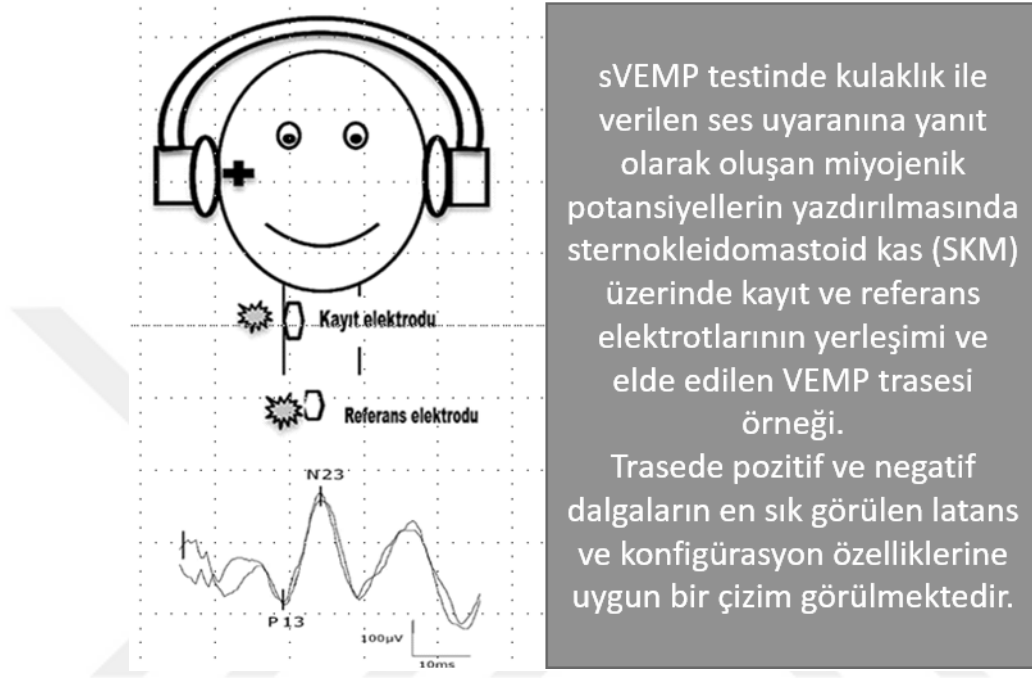 Kayıt elektrodu
Referans elektrodu
N23
P13
100µV
10ms
sVEMP testinde kulaklık ile
verilen ses uyaranına yanıt
olarak oluşan miyojenik
potansiyellerin yazdırılmasında
sternokleidomastoid kas (SKM)
üzerinde kayıt ve referans
elektrotlarının yerleşimi ve
elde edilen VEMP trasesi
örneği.
Trasede pozitif ve negatif
dalgaların en sık görülen latans
ve konfigürasyon özelliklerine
uygun bir çizim görülmektedir.